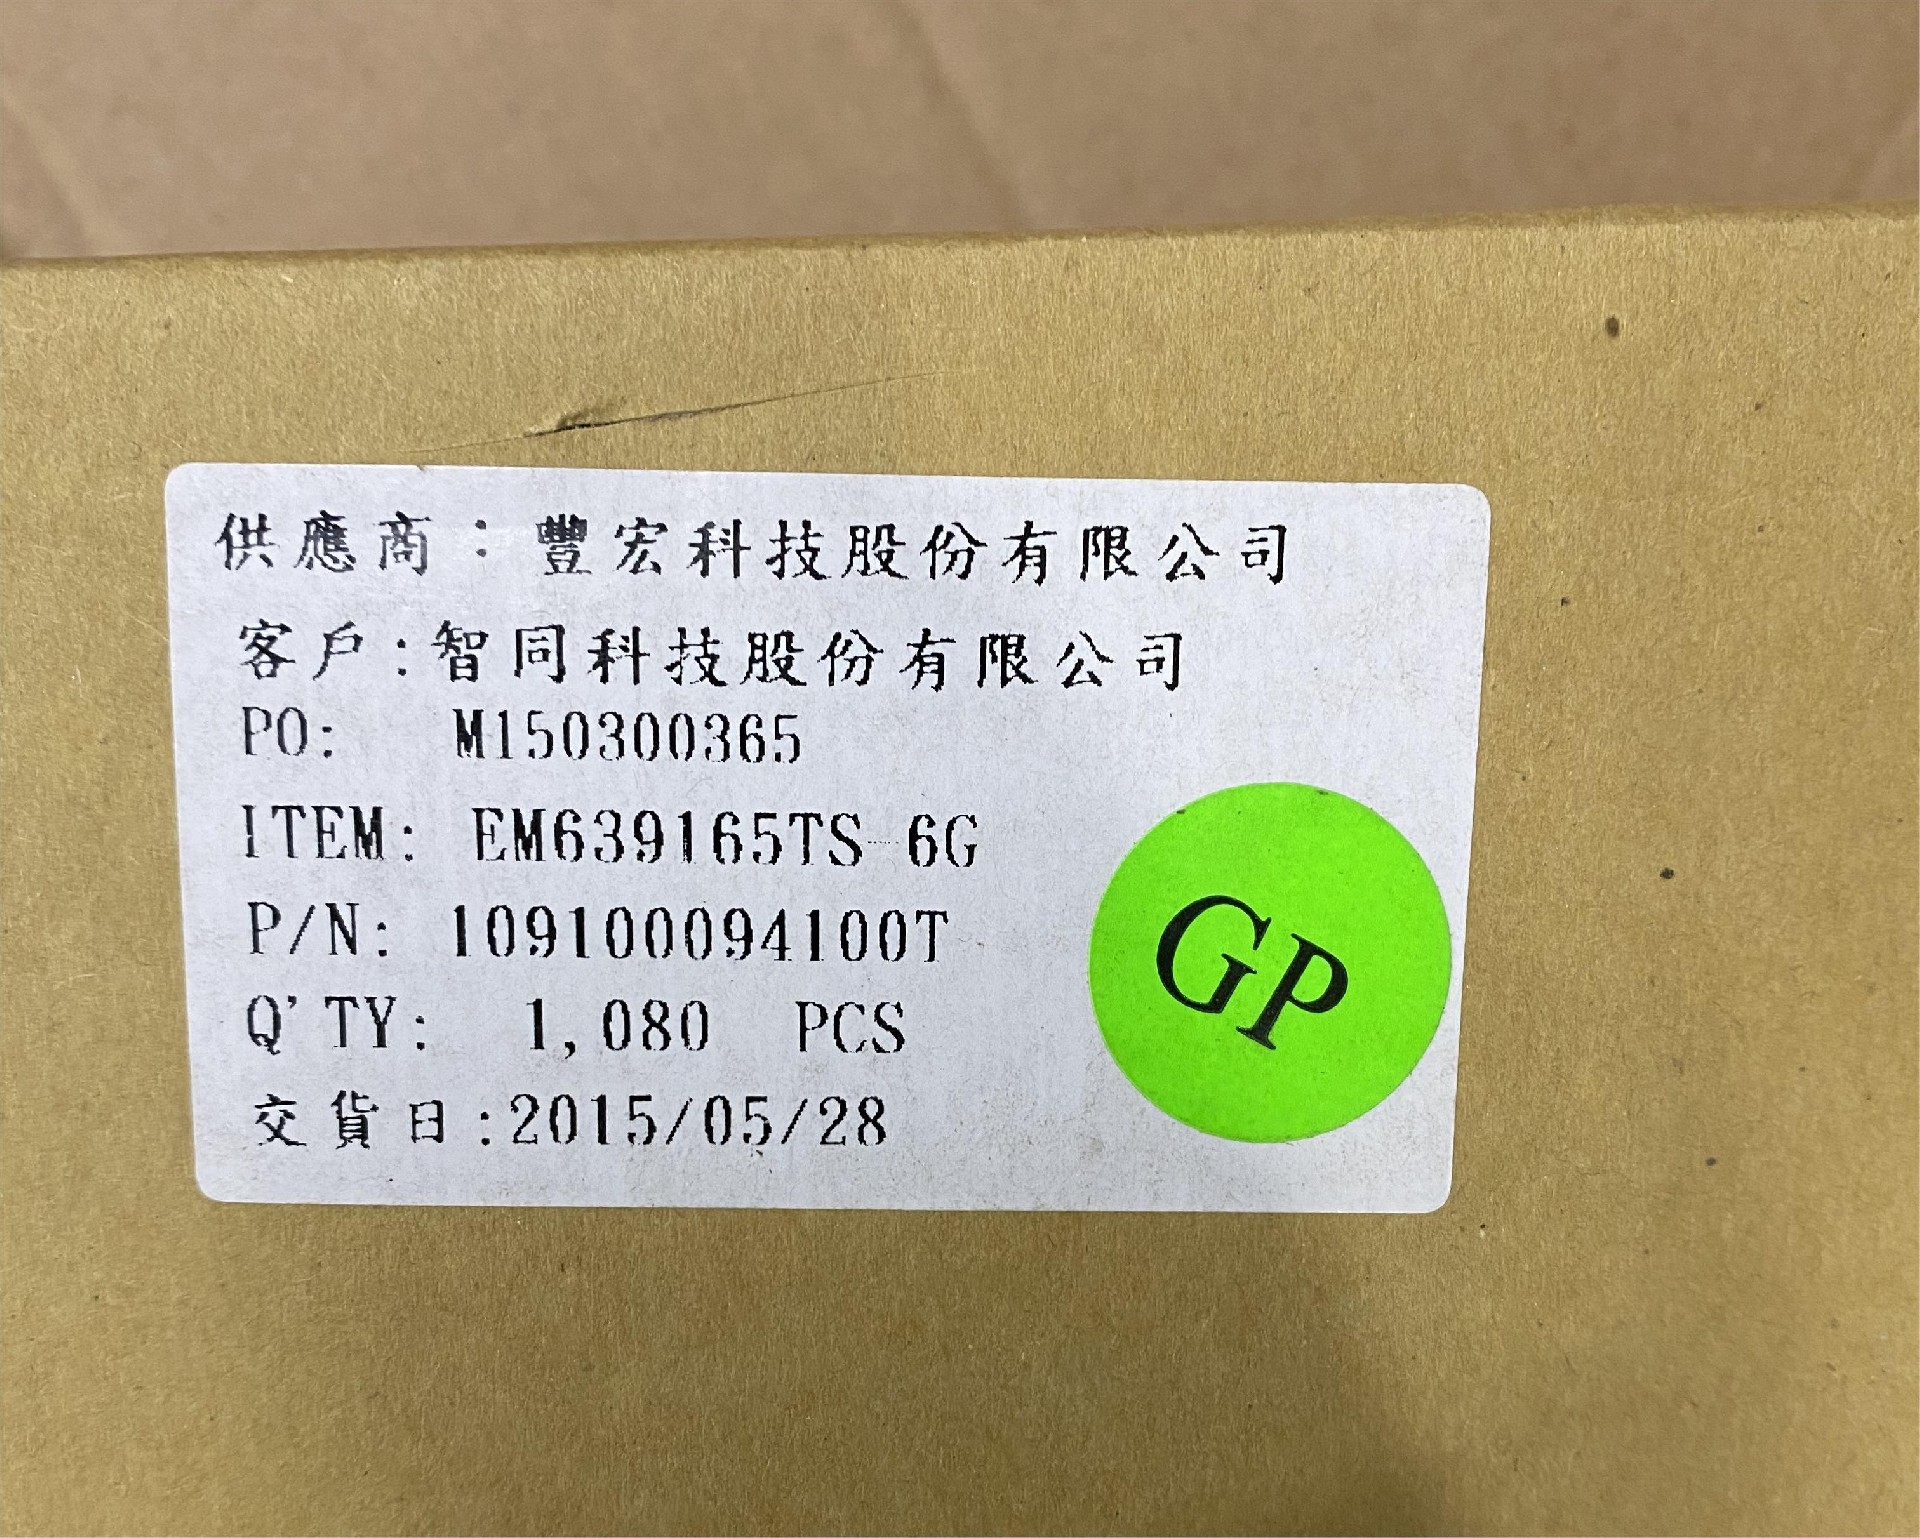 供應商：豐宏科技股份有限公司
客戶:智同科技股份有限公司
PO: M150300365
ITEM: EM639165TS-6G
P/N: 109100094100T
Q'TY: 1,080 PCS
交貨日:2015/05/28
GP